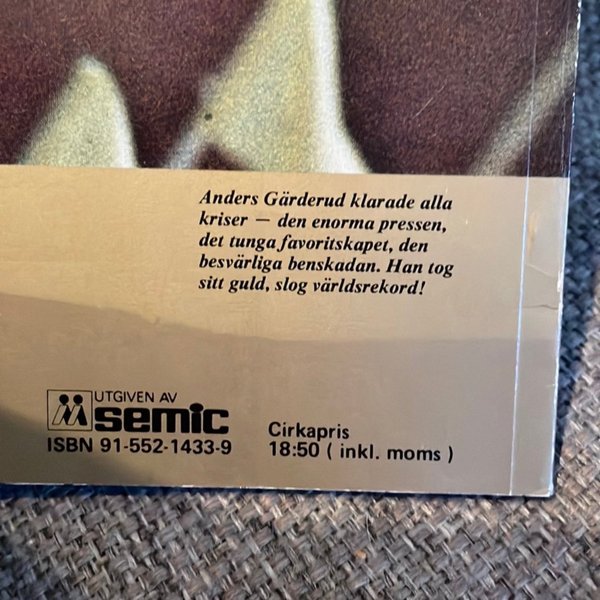 Anders Gärderud klarade alla
kriser — den enorma pressen,
det tunga favoritskapet, den
besvärliga benskadan. Han tog
sitt guld, slog världsrekord!
UTGIVEN AV
semic
ISBN 91-552-1433-9
Cirkapris
18:50 ( inkl. moms )